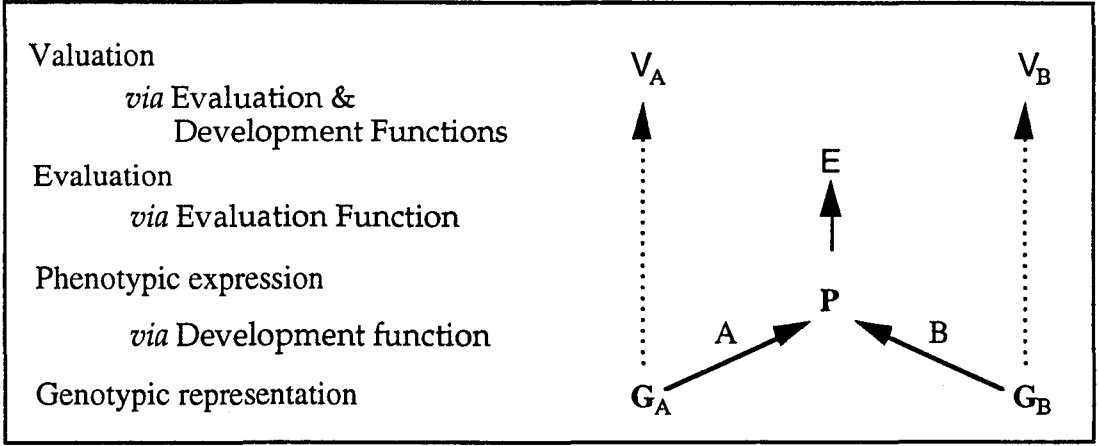 Valuation
via Evaluation &
Development Functions
Evaluation
via Evaluation Function
Phenotypic expression
via Development function
Genotypic representation
V_A
V_B
E
P
A
B
G_A
G_B